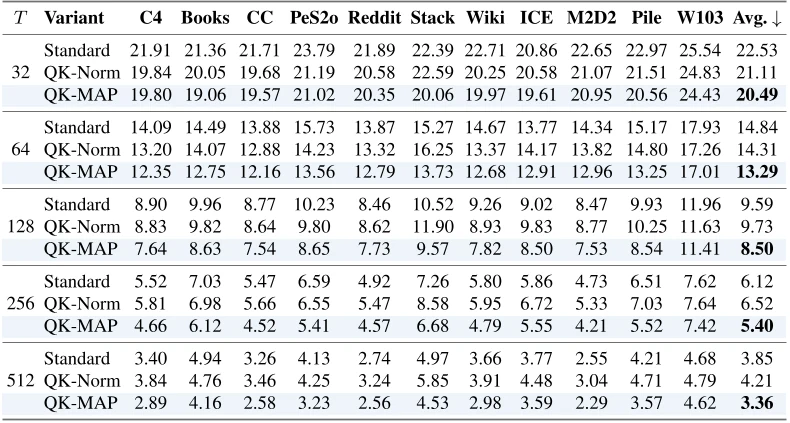 T Variant C4 Books CC PeS2o Reddit Stack Wiki ICE M2D2 Pile W103 Avg. ↓
Standard 21.91 21.36 21.71 23.79 21.89 22.39 22.71 20.86 22.65 22.97 25.54 22.53
32 QK-Norm 19.84 20.05 19.68 21.19 20.58 22.59 20.25 20.58 21.07 21.51 24.83 21.11
QK-MAP 19.80 19.06 19.57 21.02 20.35 20.06 19.97 19.61 20.95 20.56 24.43 20.49
Standard 14.09 14.49 13.88 15.73 13.87 15.27 14.67 13.77 14.34 15.17 17.93 14.84
64 QK-Norm 13.20 14.07 12.88 14.23 13.32 16.25 13.37 14.17 13.82 14.80 17.26 14.31
QK-MAP 12.35 12.75 12.16 13.56 12.79 13.73 12.68 12.91 12.96 13.25 17.01 13.29
Standard 8.90 9.96 8.77 10.23 8.46 10.52 9.26 9.02 8.47 9.93 11.96 9.59
128 QK-Norm 8.83 9.82 8.64 9.80 8.62 11.90 8.93 9.83 8.77 10.25 11.63 9.73
QK-MAP 7.64 8.63 7.54 8.65 7.73 9.57 7.82 8.50 7.53 8.54 11.41 8.50
Standard 5.52 7.03 5.47 6.59 4.92 7.26 5.80 5.86 4.73 6.51 7.62 6.12
256 QK-Norm 5.81 6.98 5.66 6.55 5.47 8.58 5.95 6.72 5.33 7.03 7.64 6.52
QK-MAP 4.66 6.12 4.52 5.41 4.57 6.68 4.79 5.55 4.21 5.52 7.42 5.40
Standard 3.40 4.94 3.26 4.13 2.74 4.97 3.66 3.77 2.55 4.21 4.68 3.85
512 QK-Norm 3.84 4.76 3.46 4.25 3.24 5.85 3.91 4.48 3.04 4.71 4.79 4.21
QK-MAP 2.89 4.16 2.58 3.23 2.56 4.53 2.98 3.59 2.29 3.57 4.62 3.36